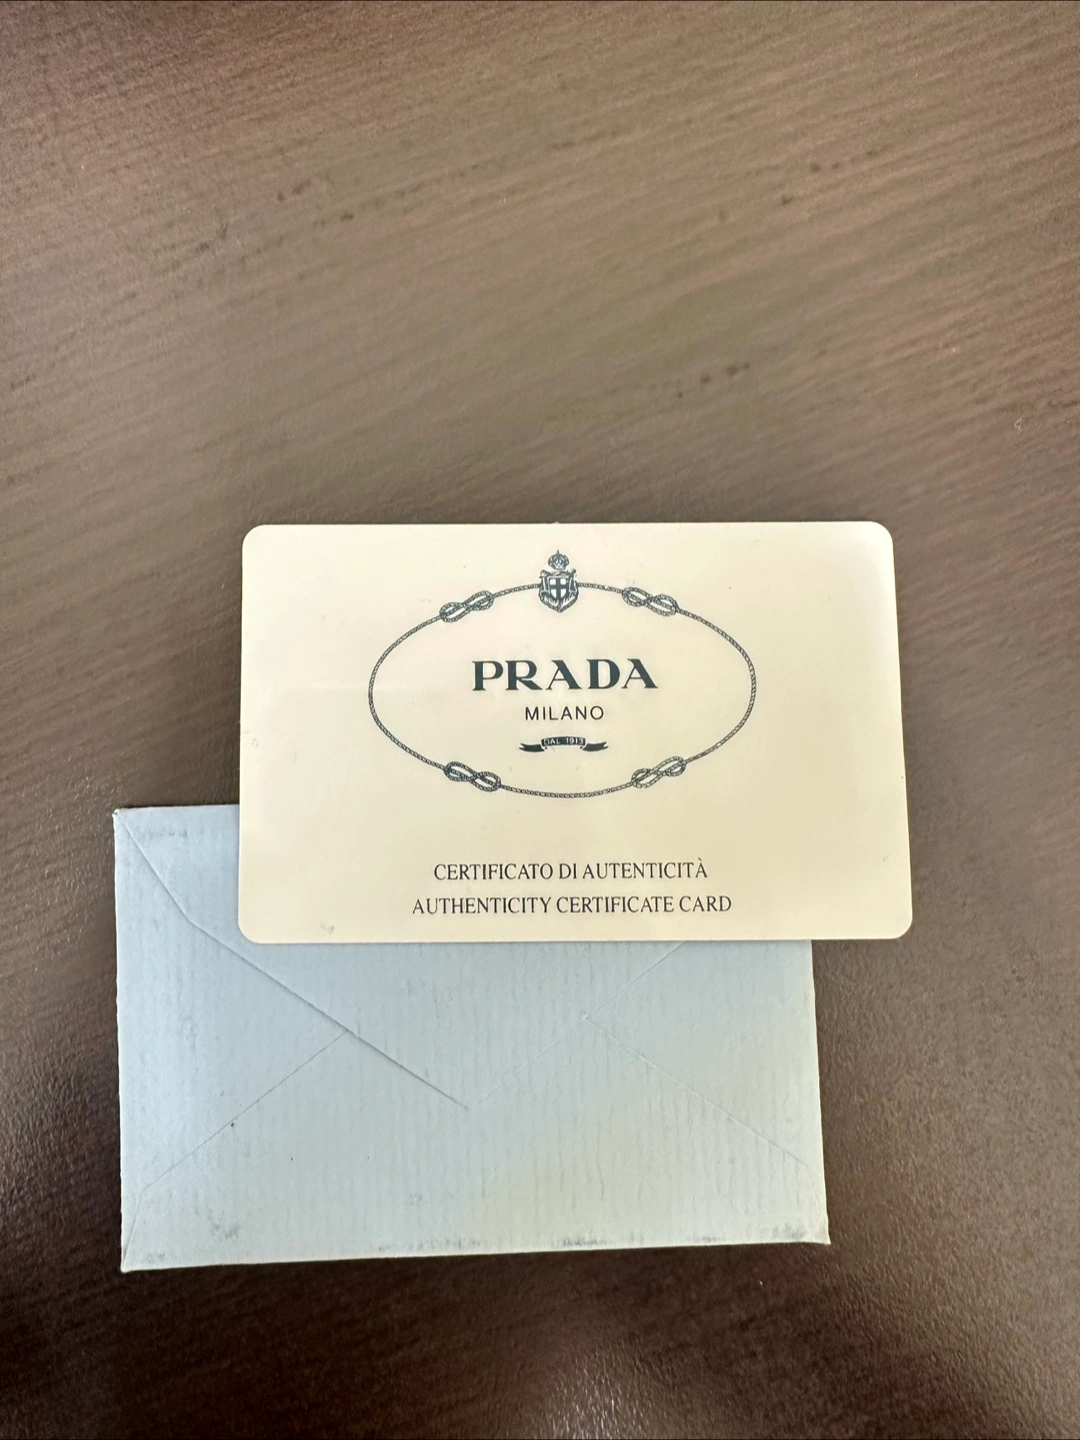 PRADA
MILANO
DAL 1913
CERTIFICATO DI AUTENTICITÀ
AUTHENTICITY CERTIFICATE CARD